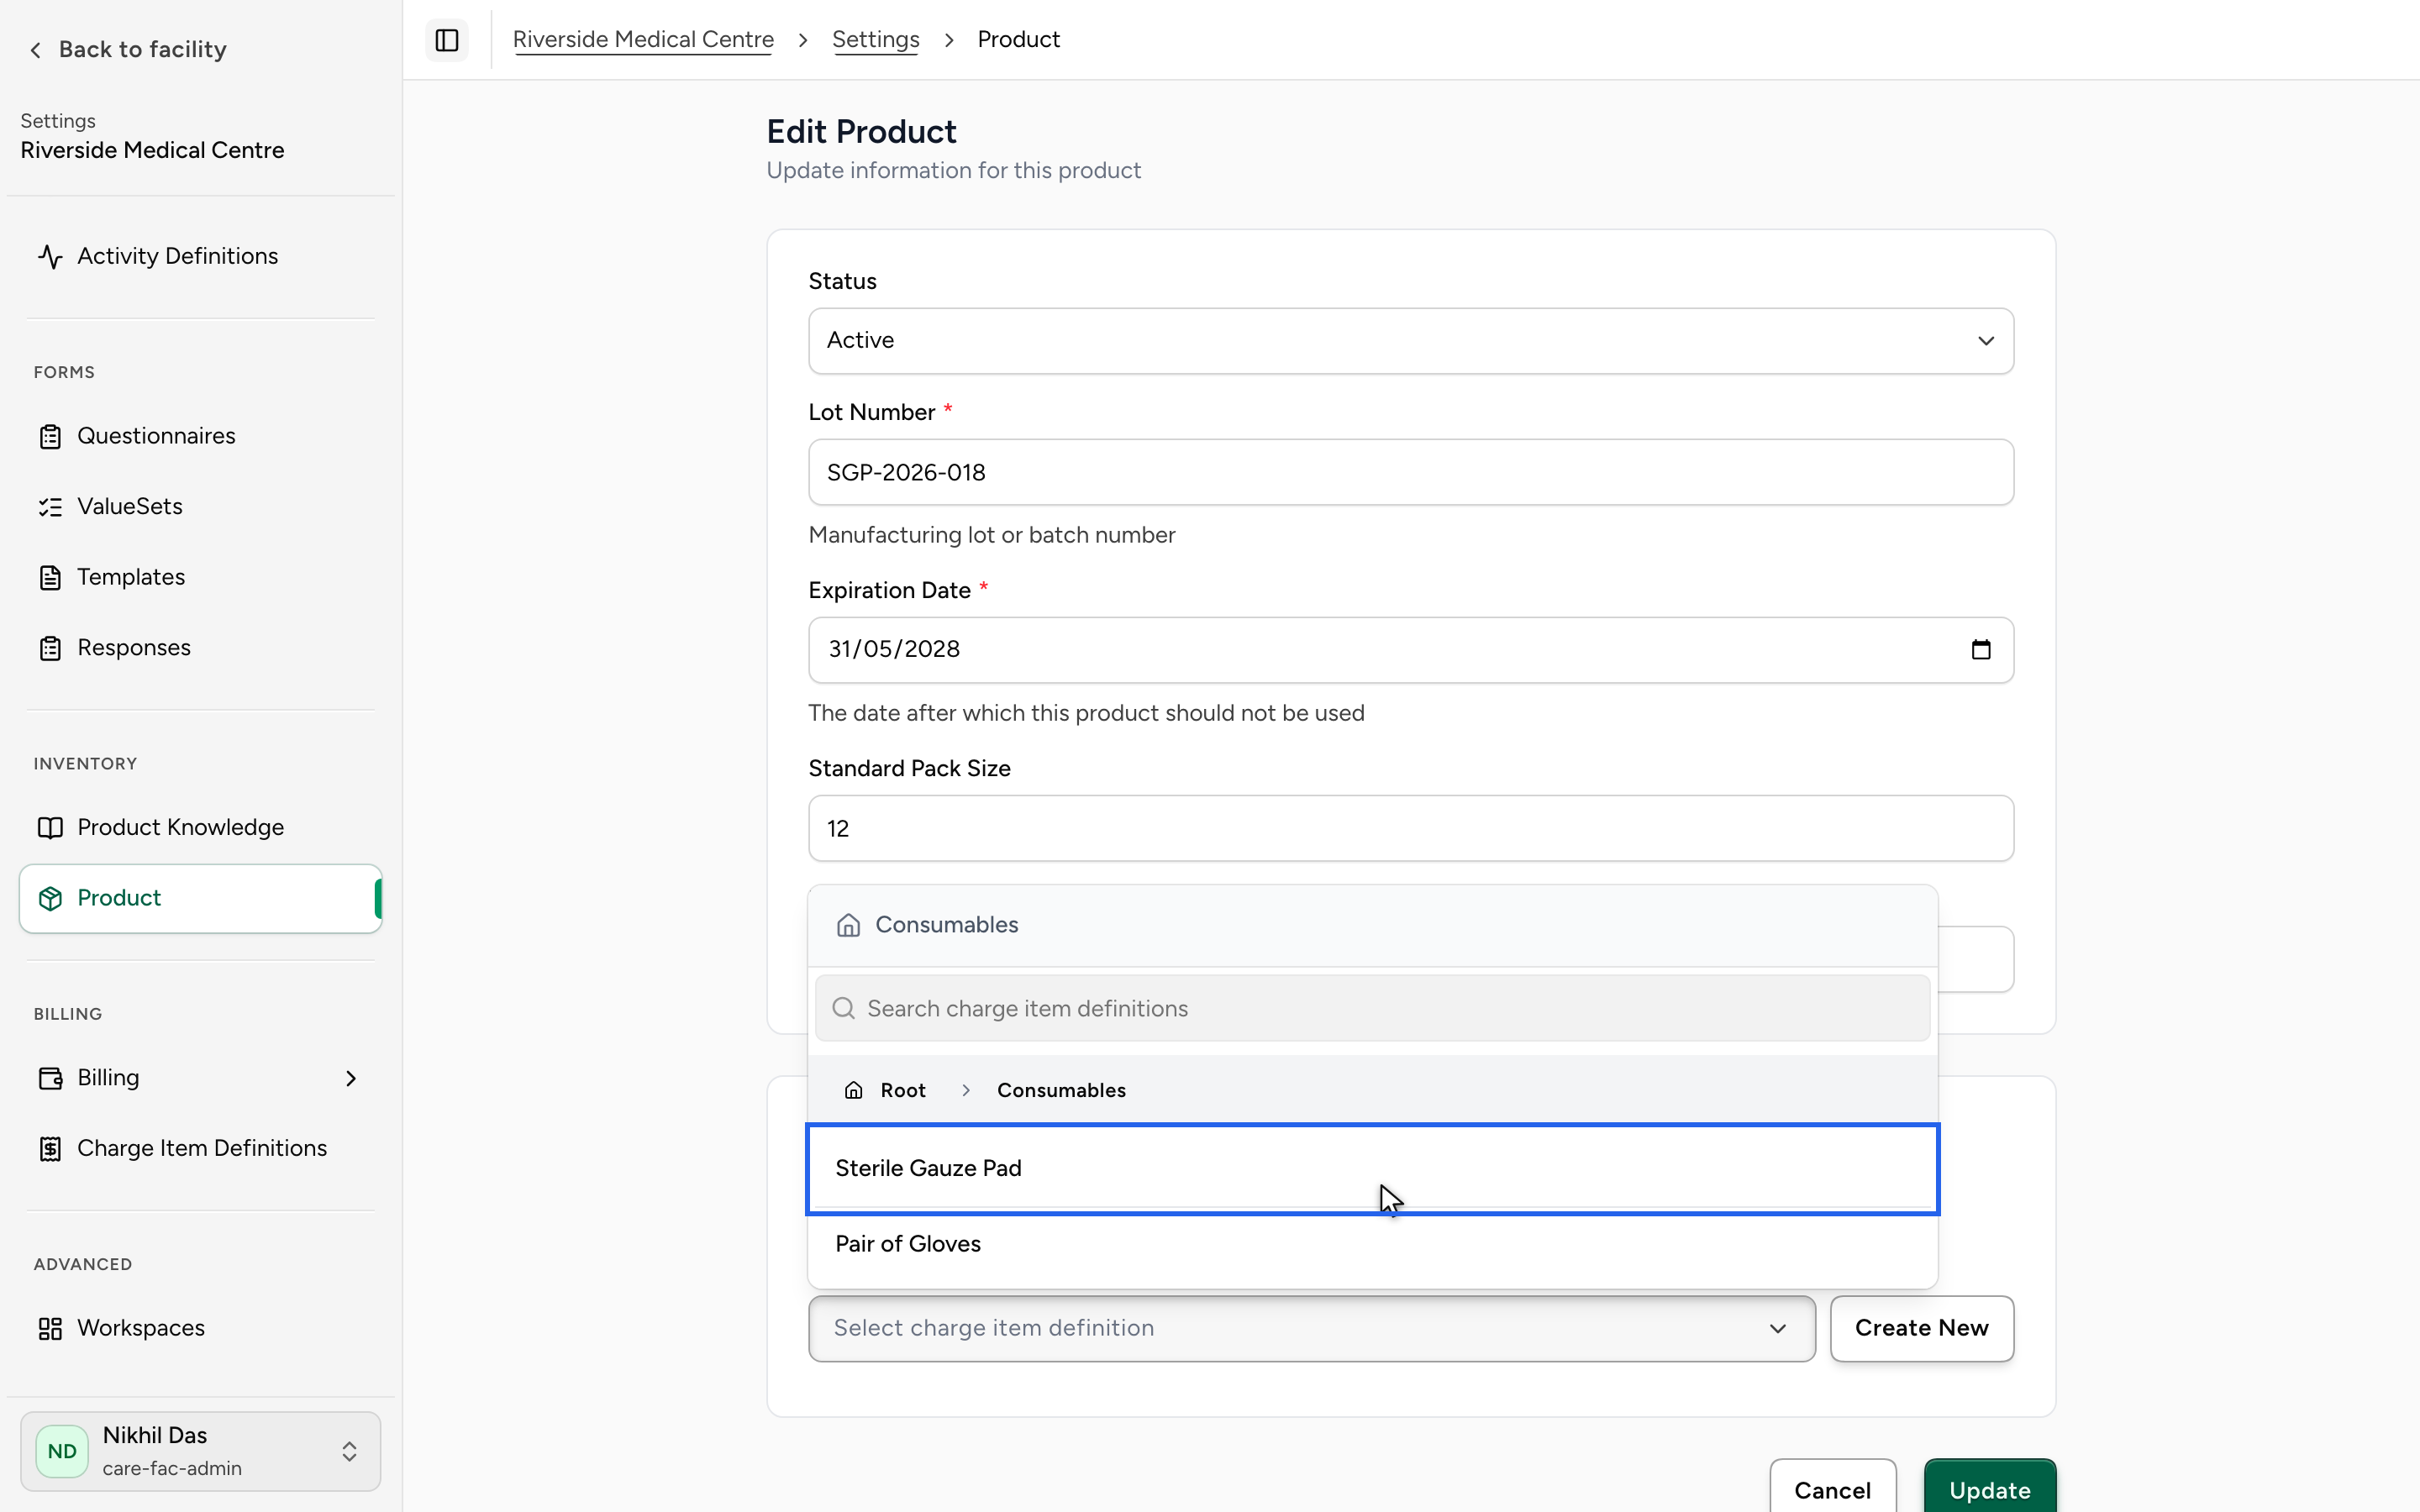 Back to facility
Settings
Riverside Medical Centre
Activity Definitions
FORMS
Questionnaires
ValueSets
Templates
Responses
INVENTORY
Product Knowledge
Product
BILLING
Billing
Charge Item Definitions
ADVANCED
Workspaces
ND
Nikhil Das
care-fac-admin
Riverside Medical Centre > Settings > Product
Edit Product
Update information for this product
Status
Active
Lot Number *
SGP-2026-018
Manufacturing lot or batch number
Expiration Date *
31/05/2028
The date after which this product should not be used
Standard Pack Size
12
Consumables
Search charge item definitions
Root > Consumables
Sterile Gauze Pad
Pair of Gloves
Select charge item definition
Create New
Cancel
Update